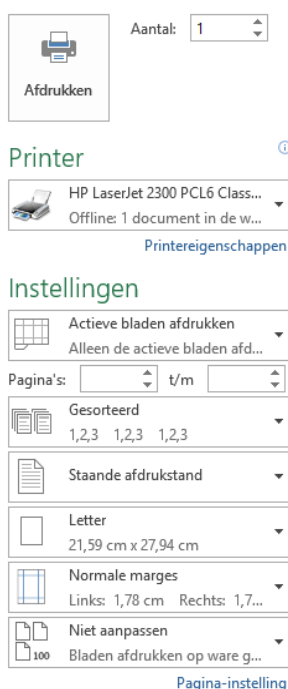 Aantal: 1
Afdrukken
Printer
HP LaserJet 2300 PCL6 Class...
Offline: 1 document in de w...
Printereigenschappen
Instellingen
Actieve bladen afdrukken
Alleen de actieve bladen afd...
Pagina's: t/m
Gesorteerd
1,2,3 1,2,3 1,2,3
Staande afdrukstand
Letter
21,59 cm x 27,94 cm
Normale marges
Links: 1,78 cm Rechts: 1,7...
Niet aanpassen
100 Bladen afdrukken op ware g...
Pagina-instelling